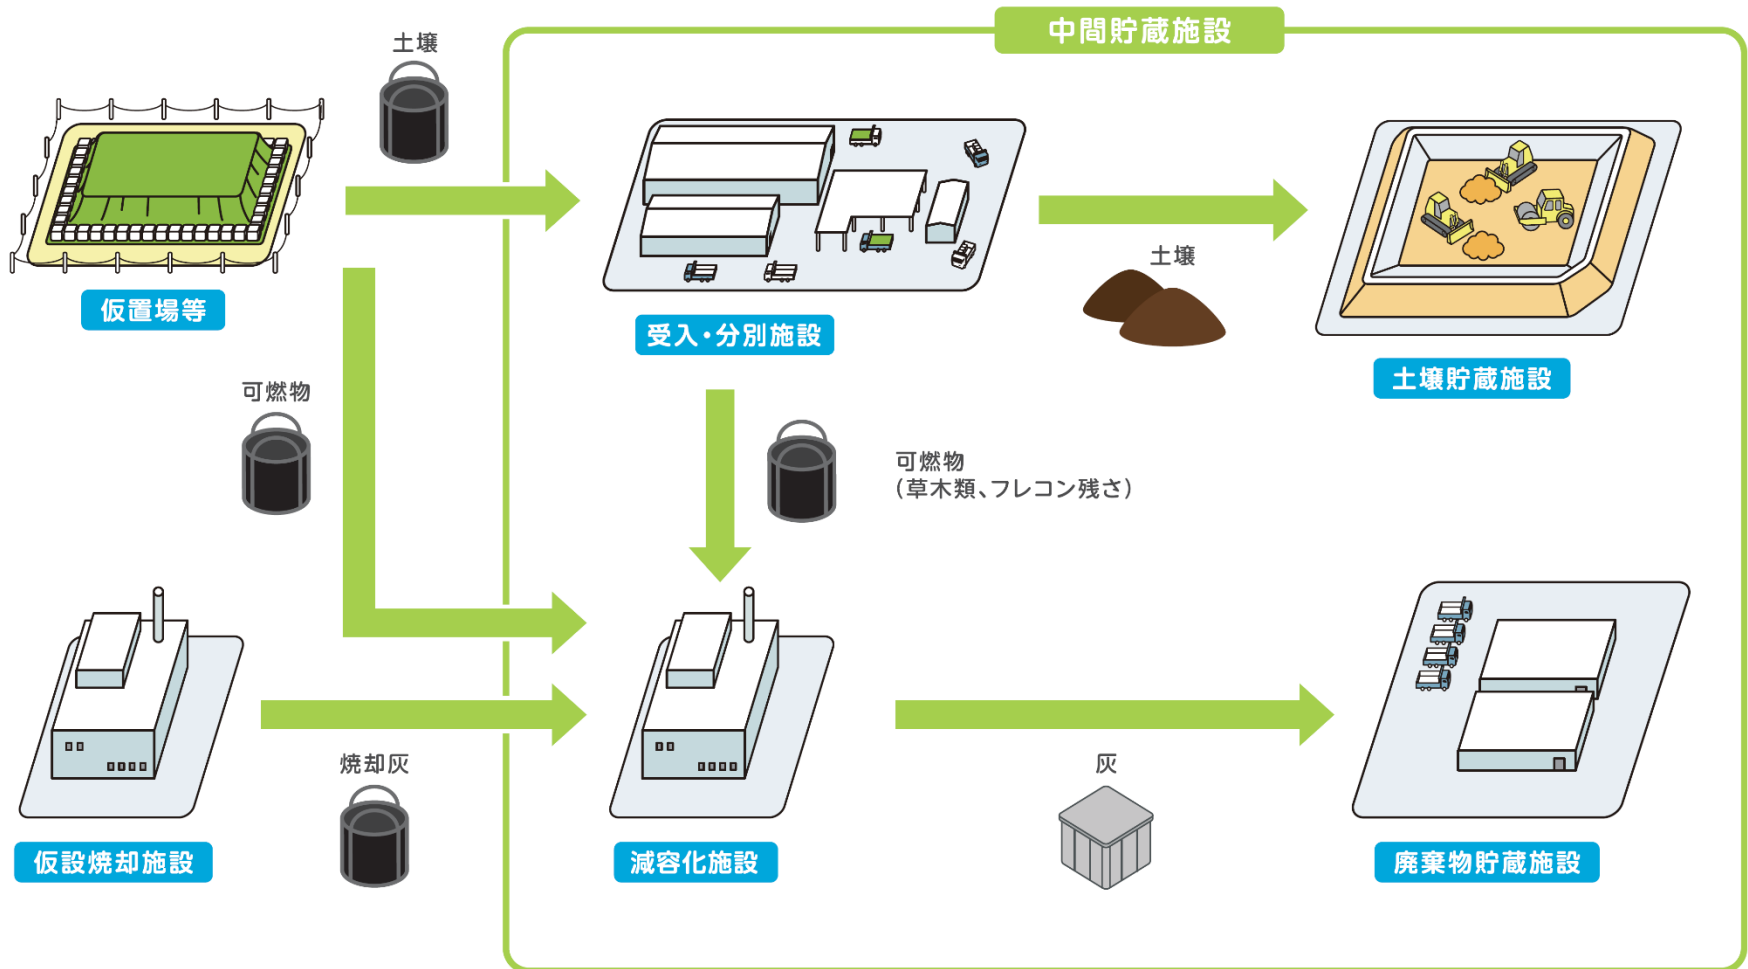 中間貯蔵施設
土壌
仮置場等
受入・分別施設
土壌
土壌貯蔵施設
可燃物
可燃物
(草木類、フレコン残さ)
焼却灰
灰
仮設焼却施設
減容化施設
廃棄物貯蔵施設